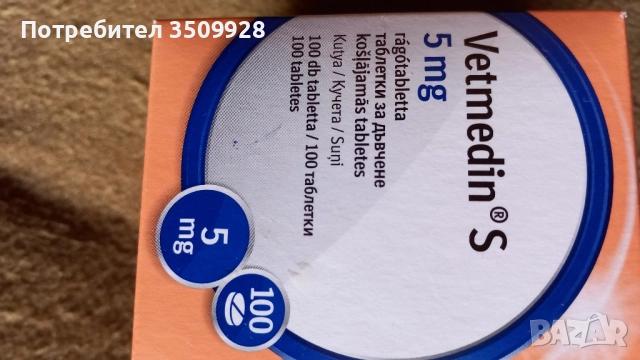 Потребител 3509928
Vetmedin® S
5 mg
rágótabletta
таблетки за дъвчене
košļājamās tabletes
Kutya / Кучета / Suņi
100 db tabletta / 100 таблетки
100 tabletes
5
mg
100
BAZAR